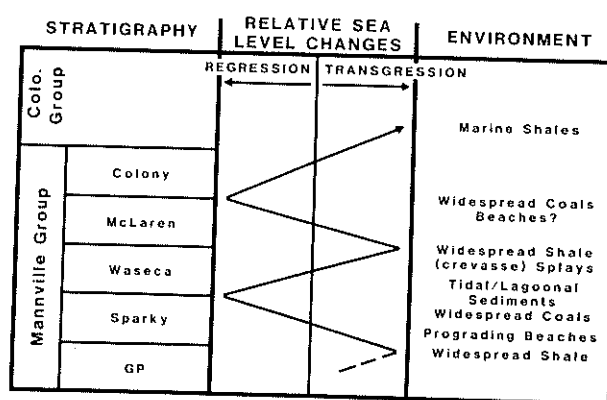 STRATIGRAPHY
RELATIVE SEA
LEVEL CHANGES
ENVIRONMENT
REGRESSION
TRANSGRESSION
Colo.
Group
Marine Shales
Mannville Group
Colony
McLaren
Waseca
Sparky
GP
Widespread Coals
Beaches?
Widespread Shale
(crevasse) Splays
Tidal/Lagoonal
Sediments
Widespread Coals
Prograding Beaches
Widespread Shale